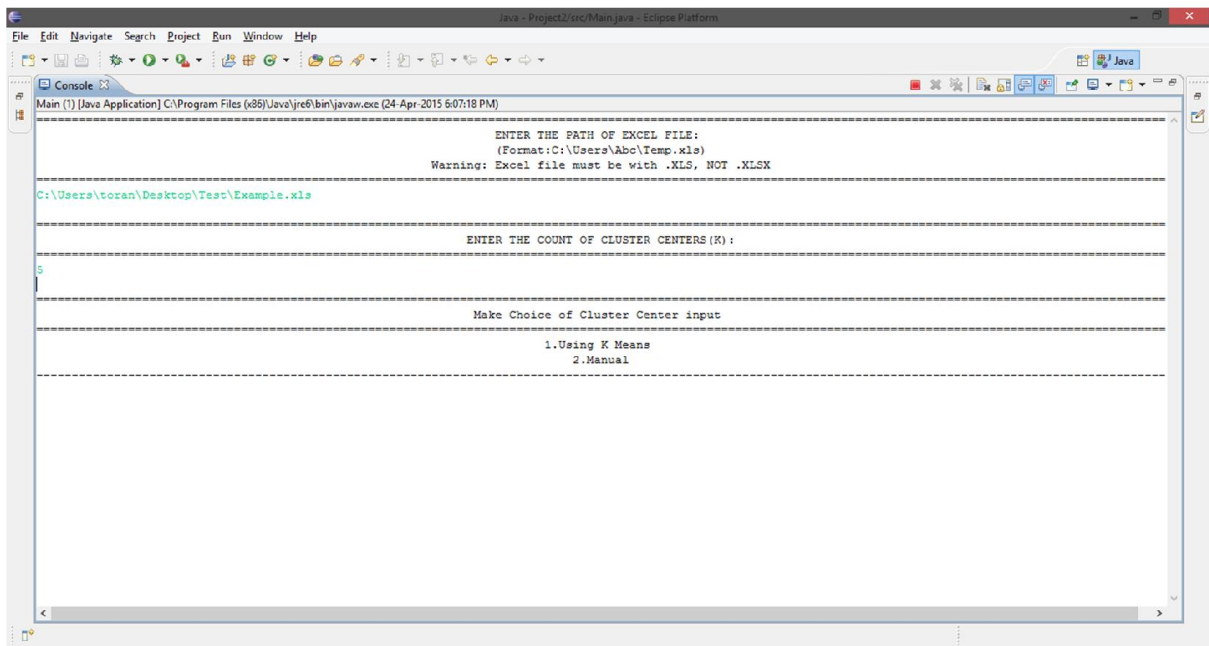 Java - Project2/src/Main.java - Eclipse Platform
File Edit Navigate Search Project Run Window Help
Java
Console
Main (1) [Java Application] C:\Program Files (x86)\Java\jre6\bin\javaw.exe (24-Apr-2015 6:07:18 PM)
ENTER THE PATH OF EXCEL FILE:
(Format:C:\Users\Abc\Temp.xls)
Warning: Excel file must be with .XLS, NOT .XLSX
C:\Users\toran\Desktop\Test\Example.xls
ENTER THE COUNT OF CLUSTER CENTERS(K):
5
Make Choice of Cluster Center input
1.Using K Means
2.Manual